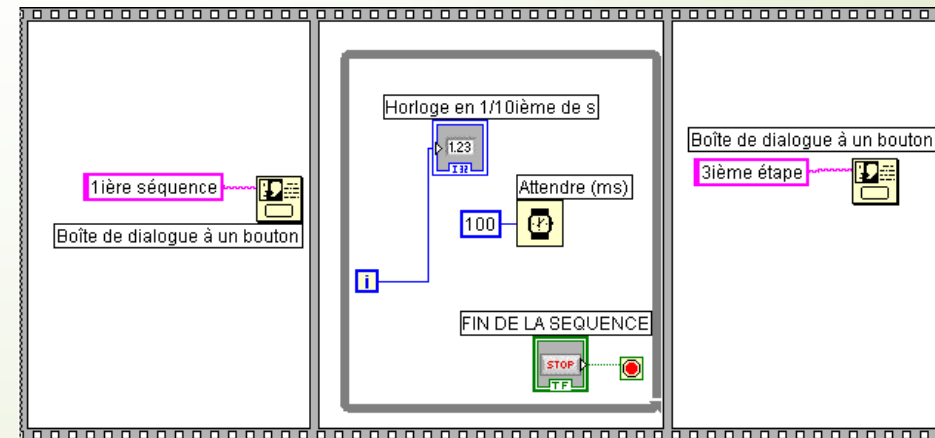 1ière séquence
Boîte de dialogue à un bouton
Horloge en 1/10ième de s
1.23
I32
Attendre (ms)
100
i
FIN DE LA SEQUENCE
STOP
TF
Boîte de dialogue à un bouton
3ième étape